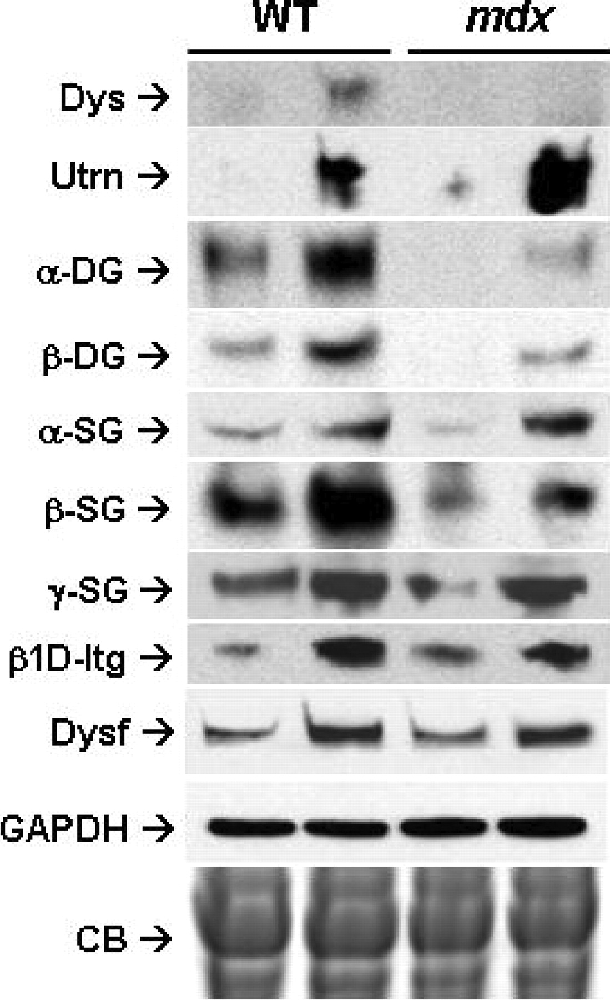 WT mdx
Dys →
Utrn →
α-DG →
β-DG →
α-SG →
β-SG →
γ-SG →
β1D-Itg →
Dysf →
GAPDH →
CB →